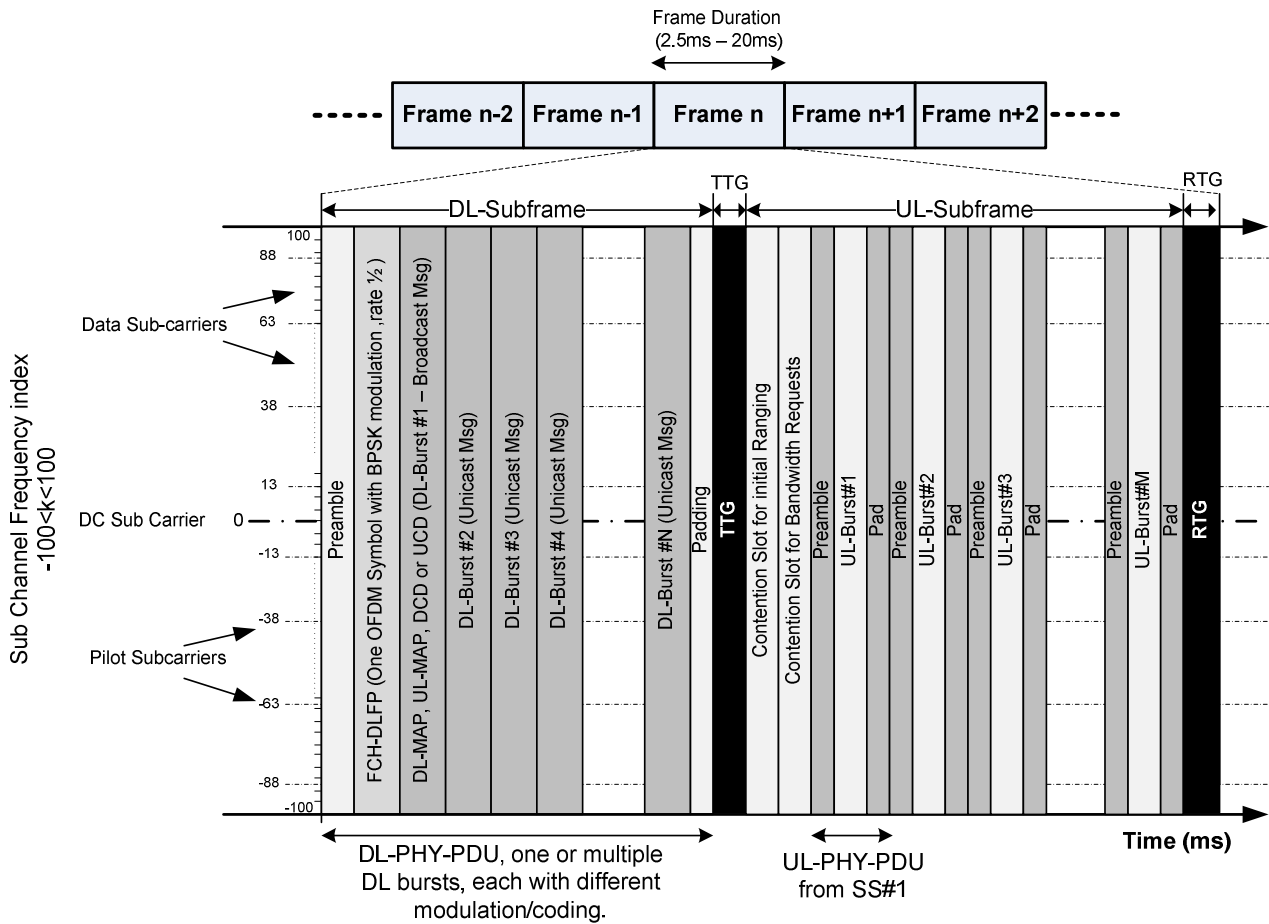 Frame Duration
(2.5ms – 20ms)
Frame n-2
Frame n-1
Frame n
Frame n+1
Frame n+2
TTG
RTG
DL-Subframe
UL-Subframe
100
88
63
38
13
0
-13
-38
-63
-88
-100
Data Sub-carriers
Sub Channel Frequency index
-100<k<100
DC Sub Carrier
Pilot Subcarriers
Preamble
FCH-DLFP (One OFDM Symbol with BPSK modulation ,rate ½ )
DL-MAP, UL-MAP, DCD or UCD (DL-Burst #1 – Broadcast Msg)
DL-Burst #2 (Unicast Msg)
DL-Burst #3 (Unicast Msg)
DL-Burst #4 (Unicast Msg)
DL-Burst #N (Unicast Msg)
Padding
TTG
Contention Slot for initial Ranging
Contention Slot for Bandwidth Requests
Preamble
UL-Burst#1
Pad
Preamble
UL-Burst#2
Pad
Preamble
UL-Burst#3
Pad
Preamble
UL-Burst#M
Pad
RTG
Time (ms)
DL-PHY-PDU, one or multiple
DL bursts, each with different
modulation/coding.
UL-PHY-PDU
from SS#1